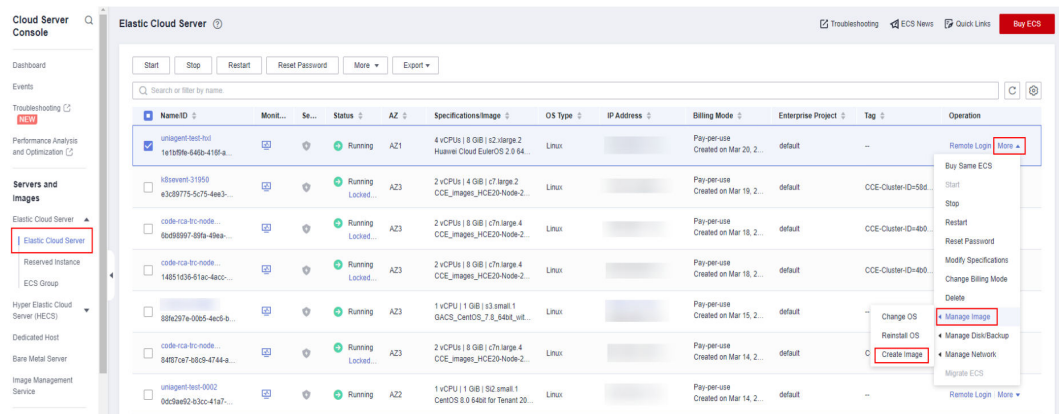 Cloud Server
Console
Dashboard
Events
Troubleshooting
NEW
Performance Analysis
and Optimization
Servers and
Images
Elastic Cloud Server
Elastic Cloud Server
Reserved Instance
ECS Group
Hyper Elastic Cloud
Server (HECS)
Dedicated Host
Bare Metal Server
Image Management
Service
Elastic Cloud Server
Troubleshooting ECS News Quick Links Buy ECS
Start Stop Restart Reset Password More Export
Search or filter by name.
Name/ID Monit... Se... Status AZ Specifications/Image OS Type IP Address Billing Mode Enterprise Project Tag Operation
uniagent-test-hxl Running AZ1 4 vCPUs | 8 GiB | s2.xlarge.2 Linux Pay-per-use default -- Remote Login More
1e1bf9fe-646b-416f-a... Huawei Cloud EulerOS 2.0 64... Created on Mar 20, 2...
k8sevent-31950 Running AZ3 2 vCPUs | 4 GiB | c7.large.2 Linux Pay-per-use default CCE-Cluster-ID=58d...
e3c89775-5c75-4ee3-... Locked... CCE_images_HCE20-Node-2... Created on Mar 19, 2...
code-rca-trc-node... Running AZ3 2 vCPUs | 8 GiB | c7n.large.4 Linux Pay-per-use default CCE-Cluster-ID=4b0...
6bd98997-89fa-49ea-... Locked... CCE_images_HCE20-Node-2... Created on Mar 18, 2...
code-rca-trc-node... Running AZ3 2 vCPUs | 8 GiB | c7n.large.4 Linux Pay-per-use default CCE-Cluster-ID=4b0...
14851d36-61ac-4acc-... Locked... CCE_images_HCE20-Node-2... Created on Mar 18, 2...
Running AZ3 1 vCPU | 1 GiB | s3.small.1 Linux Pay-per-use default
88fe297e-00b5-4ec6-b... GACS_CentOS_7.8_64bit_wit... Created on Mar 15, 2...
code-rca-trc-node... Running AZ3 2 vCPUs | 8 GiB | c7n.large.4 Linux Pay-per-use default
84f87ce7-b8c9-4744-a... Locked... CCE_images_HCE20-Node-2... Created on Mar 14, 2...
uniagent-test-0002 Running AZ2 1 vCPU | 1 GiB | Si2.small.1 Linux Pay-per-use default -- Remote Login More
0dc9ae92-b3cc-41a7-... CentOS 8.0 64bit for Tenant 20... Created on Mar 14, 2...
Buy Same ECS
Start
Stop
Restart
Reset Password
Modify Specifications
Change Billing Mode
Delete
Manage Image
Manage Disk/Backup
Manage Network
Migrate ECS
Change OS
Reinstall OS
Create Image